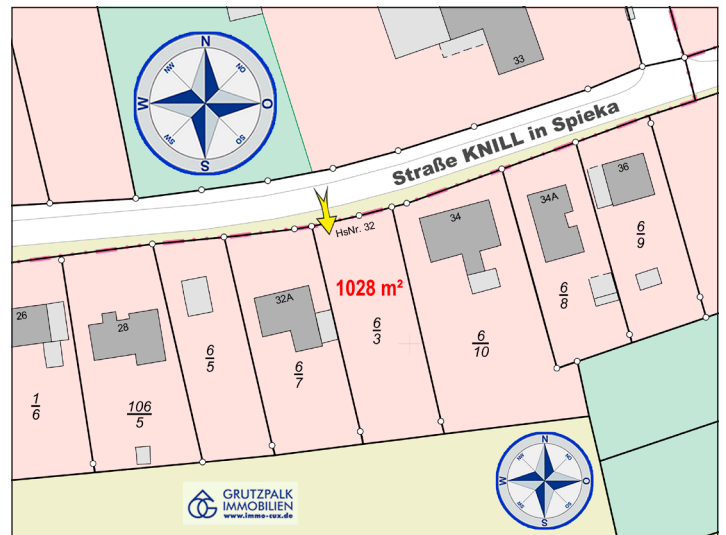 33
N
NW
NO
W
O
SW
SO
S
Straße KNILL in Spieka
HsNr. 32
1028 m²
36
34A
34
32A
28
26
6/9
6/8
6/10
6/3
6/7
6/5
106/5
1/6
N
NW
NO
W
O
SW
SO
S
GRUTZPALK
IMMOBILIEN
www.immo-cux.de